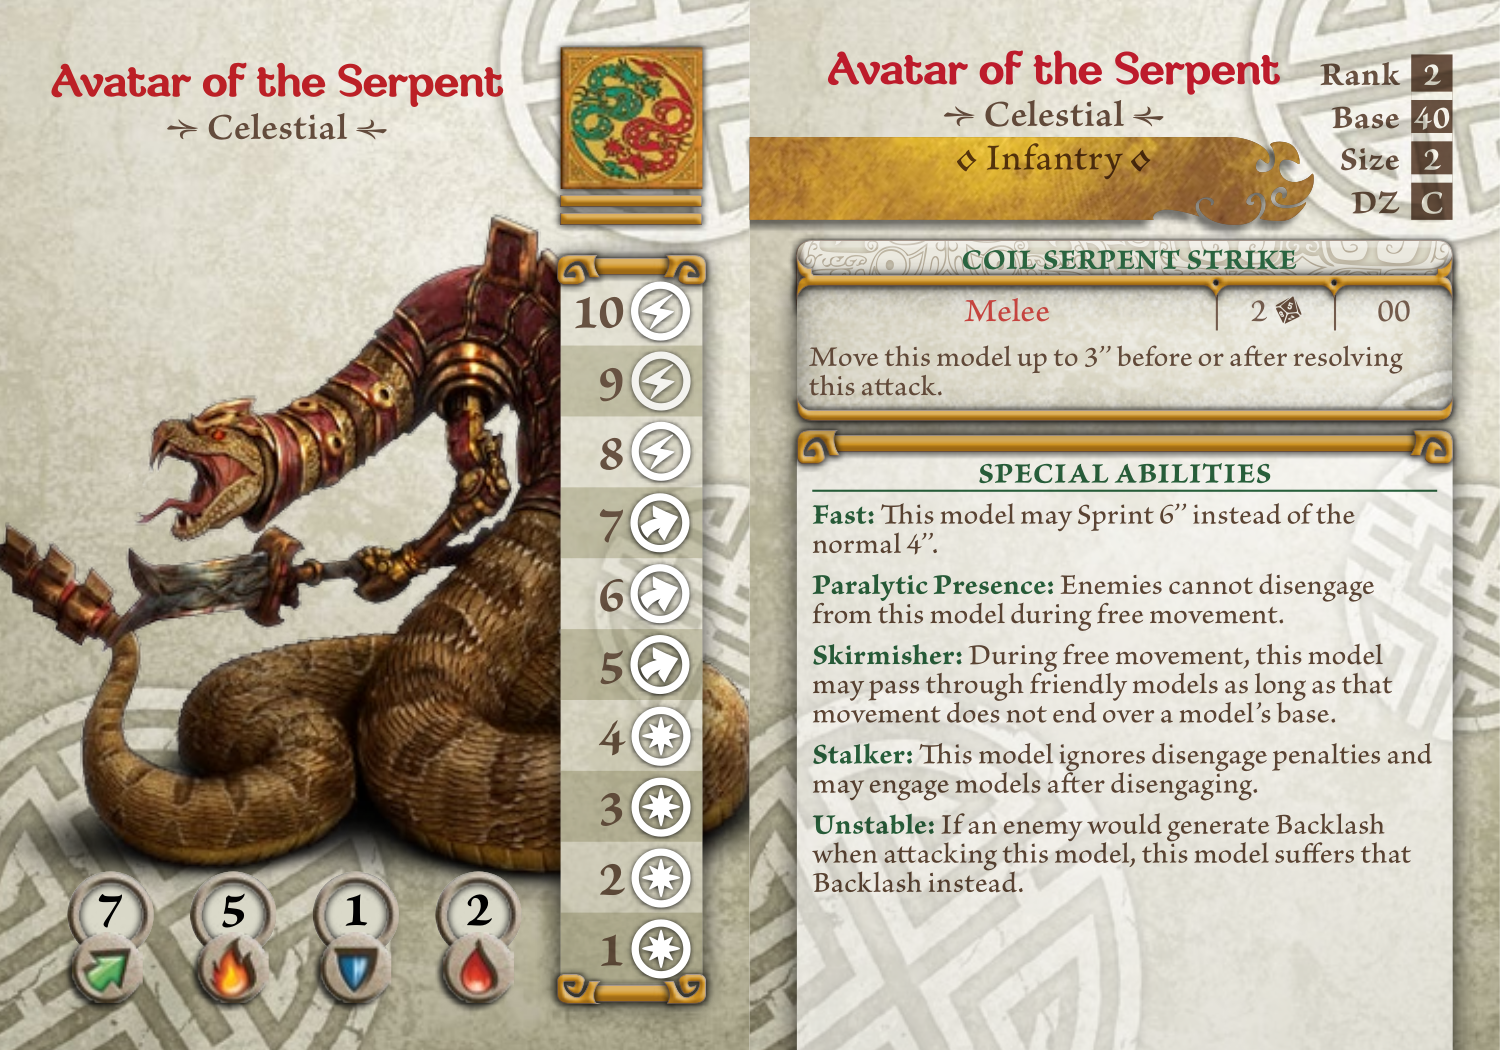 Avatar of the Serpent
Celestial
10
9
8
7
6
5
4
3
2
1
7 5 1 2
Avatar of the Serpent
Celestial
◇ Infantry ◇
Rank 2
Base 40
Size 2
DZ C
COIL SERPENT STRIKE
Melee 2 00
Move this model up to 3” before or after resolving
this attack.
SPECIAL ABILITIES
Fast: This model may Sprint 6” instead of the
normal 4”.
Paralytic Presence: Enemies cannot disengage
from this model during free movement.
Skirmisher: During free movement, this model
may pass through friendly models as long as that
movement does not end over a model’s base.
Stalker: This model ignores disengage penalties and
may engage models after disengaging.
Unstable: If an enemy would generate Backlash
when attacking this model, this model suffers that
Backlash instead.